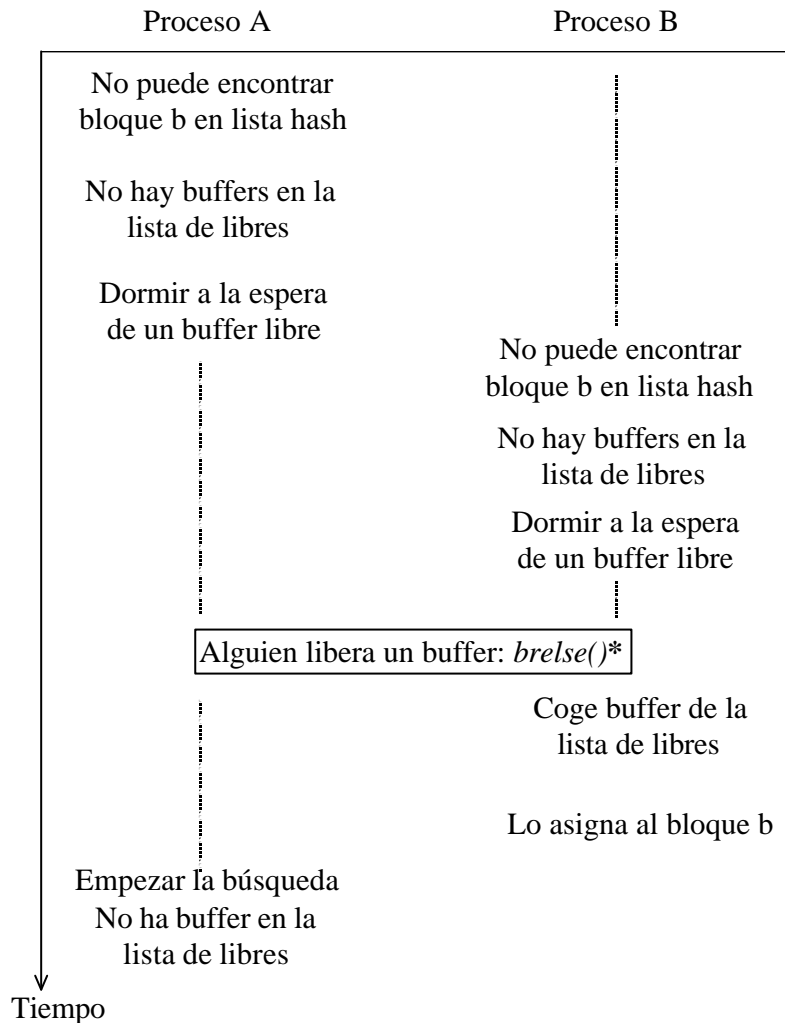 Proceso A
Proceso B
No puede encontrar
bloque b en lista hash
No hay buffers en la
lista de libres
Dormir a la espera
de un buffer libre
No puede encontrar
bloque b en lista hash
No hay buffers en la
lista de libres
Dormir a la espera
de un buffer libre
Alguien libera un buffer: brelse()*
Coge buffer de la
lista de libres
Lo asigna al bloque b
Empezar la búsqueda
No ha buffer en la
lista de libres
Tiempo